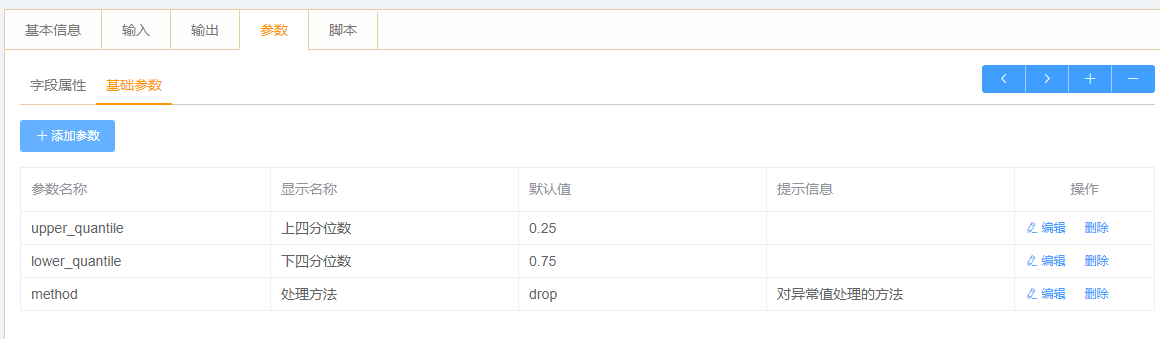 基本信息 输入 输出 参数 脚本
字段属性 基础参数
添加参数
参数名称 显示名称 默认值 提示信息 操作
upper_quantile 上四分位数 0.25 编辑 删除
lower_quantile 下四分位数 0.75 编辑 删除
method 处理方法 drop 对异常值处理的方法 编辑 删除